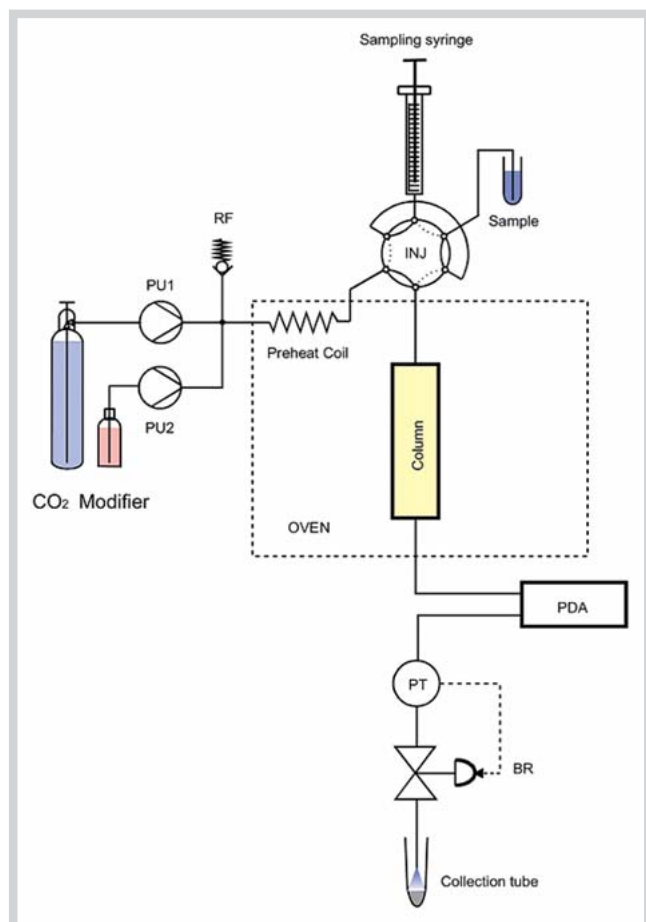 Sampling syringe
Sample
INJ
RF
PU1
Preheat Coil
PU2
Column
CO₂ Modifier
OVEN
PDA
PT
BR
Collection tube